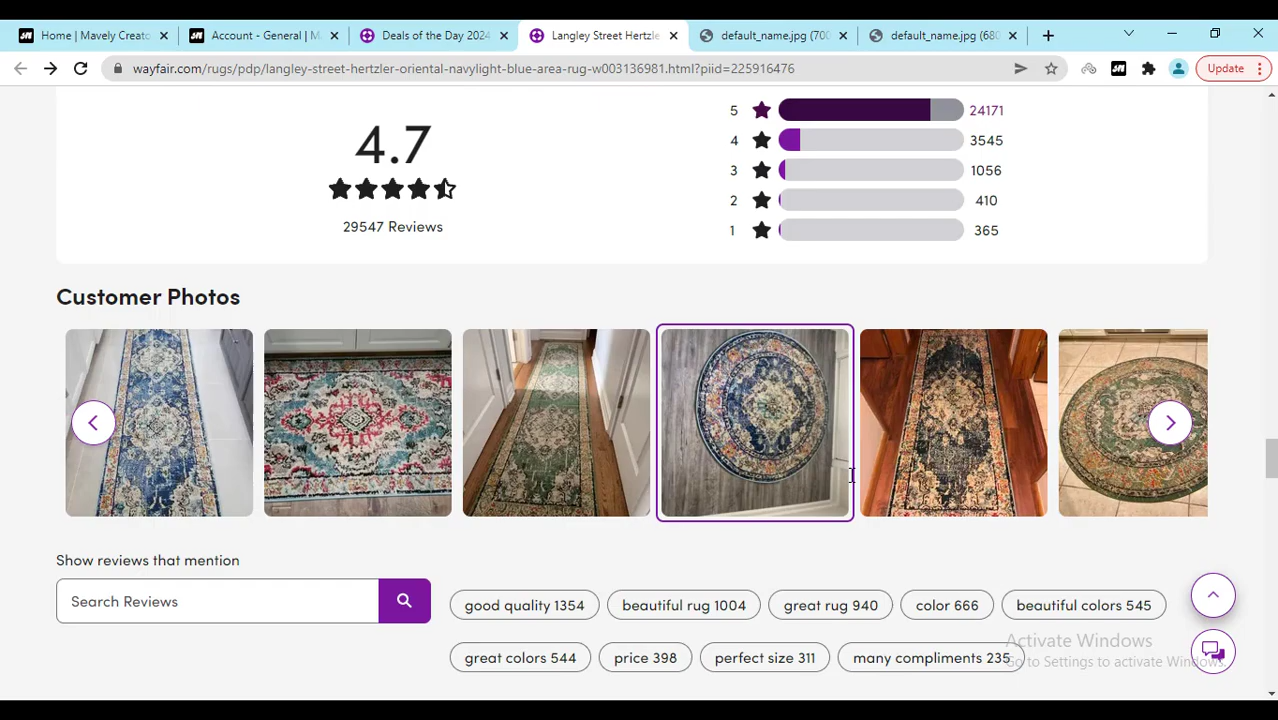 Home | Mavely Creato
Account - General | M
Deals of the Day 2024
Langley Street Hertzle
default_name.jpg (700
default_name.jpg (680
wayfair.com/rugs/pdp/langley-street-hertzler-oriental-navylight-blue-area-rug-w003136981.html?piid=225916476
Update
4.7
29547 Reviews
5 24171
4 3545
3 1056
2 410
1 365
Customer Photos
Show reviews that mention
Search Reviews
good quality 1354
beautiful rug 1004
great rug 940
color 666
beautiful colors 545
great colors 544
price 398
perfect size 311
many compliments 235
Activate Windows
Go to Settings to activate Windows.